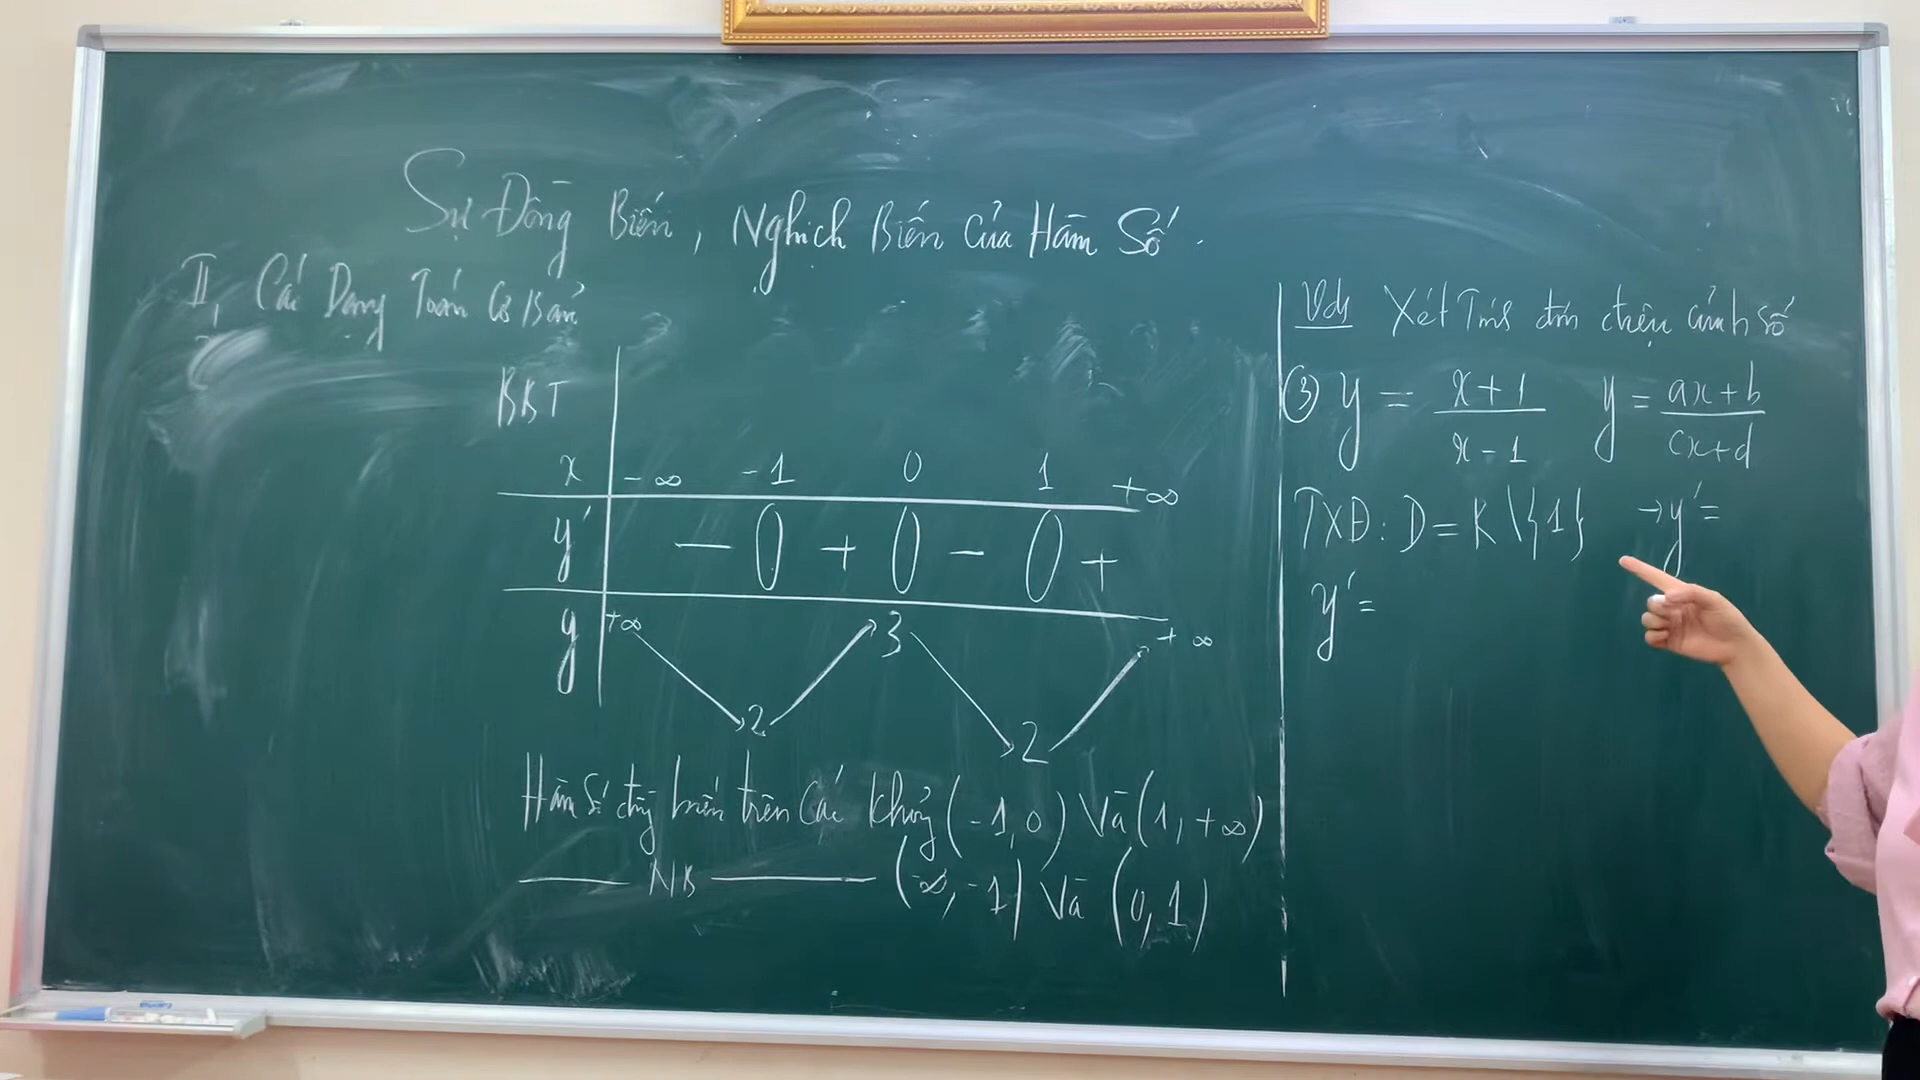 Sự Đồng Biến, Nghịch Biến Của Hàm Số.
II, Các Dạng Toán Cơ Bản
BBT
x -∞ -1 0 1 +∞
y' - 0 + 0 - 0 +
y +∞ 2 3 2 +∞
Hàm số đồng biến trên các khoảng (-1,0) Và (1, +∞)
NB (-∞, -1) Và (0,1)
Vd: Xét Tính đơn điệu của h số
③ y = \frac{x+1}{x-1} y = \frac{ax+b}{cx+d}
TXĐ: D = R \ {1} → y' =
y' =